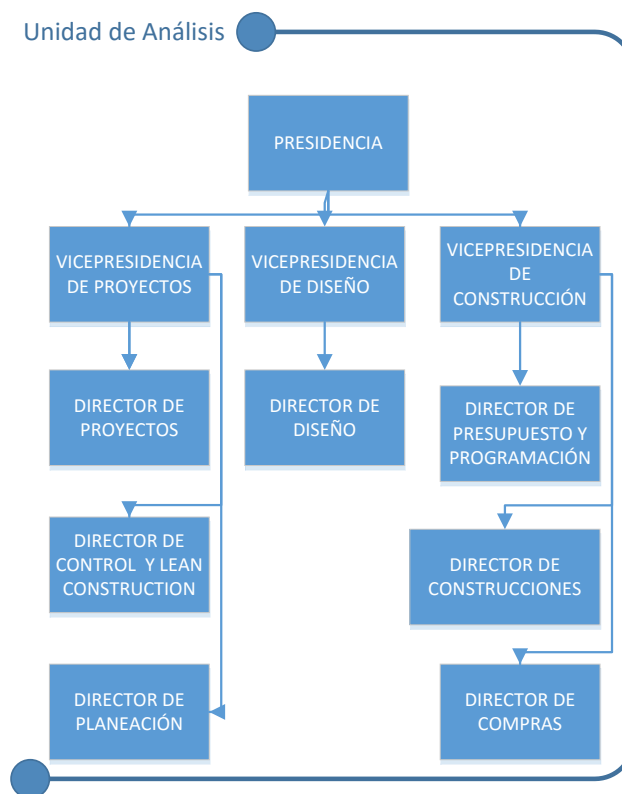 Unidad de Análisis
PRESIDENCIA
VICEPRESIDENCIA
DE PROYECTOS
VICEPRESIDENCIA
DE DISEÑO
VICEPRESIDENCIA
DE
CONSTRUCCIÓN
DIRECTOR DE
PROYECTOS
DIRECTOR DE
DISEÑO
DIRECTOR DE
PRESUPUESTO Y
PROGRAMACIÓN
DIRECTOR DE
CONTROL Y LEAN
CONSTRUCTION
DIRECTOR DE
CONSTRUCCIONES
DIRECTOR DE
PLANEACIÓN
DIRECTOR DE
COMPRAS